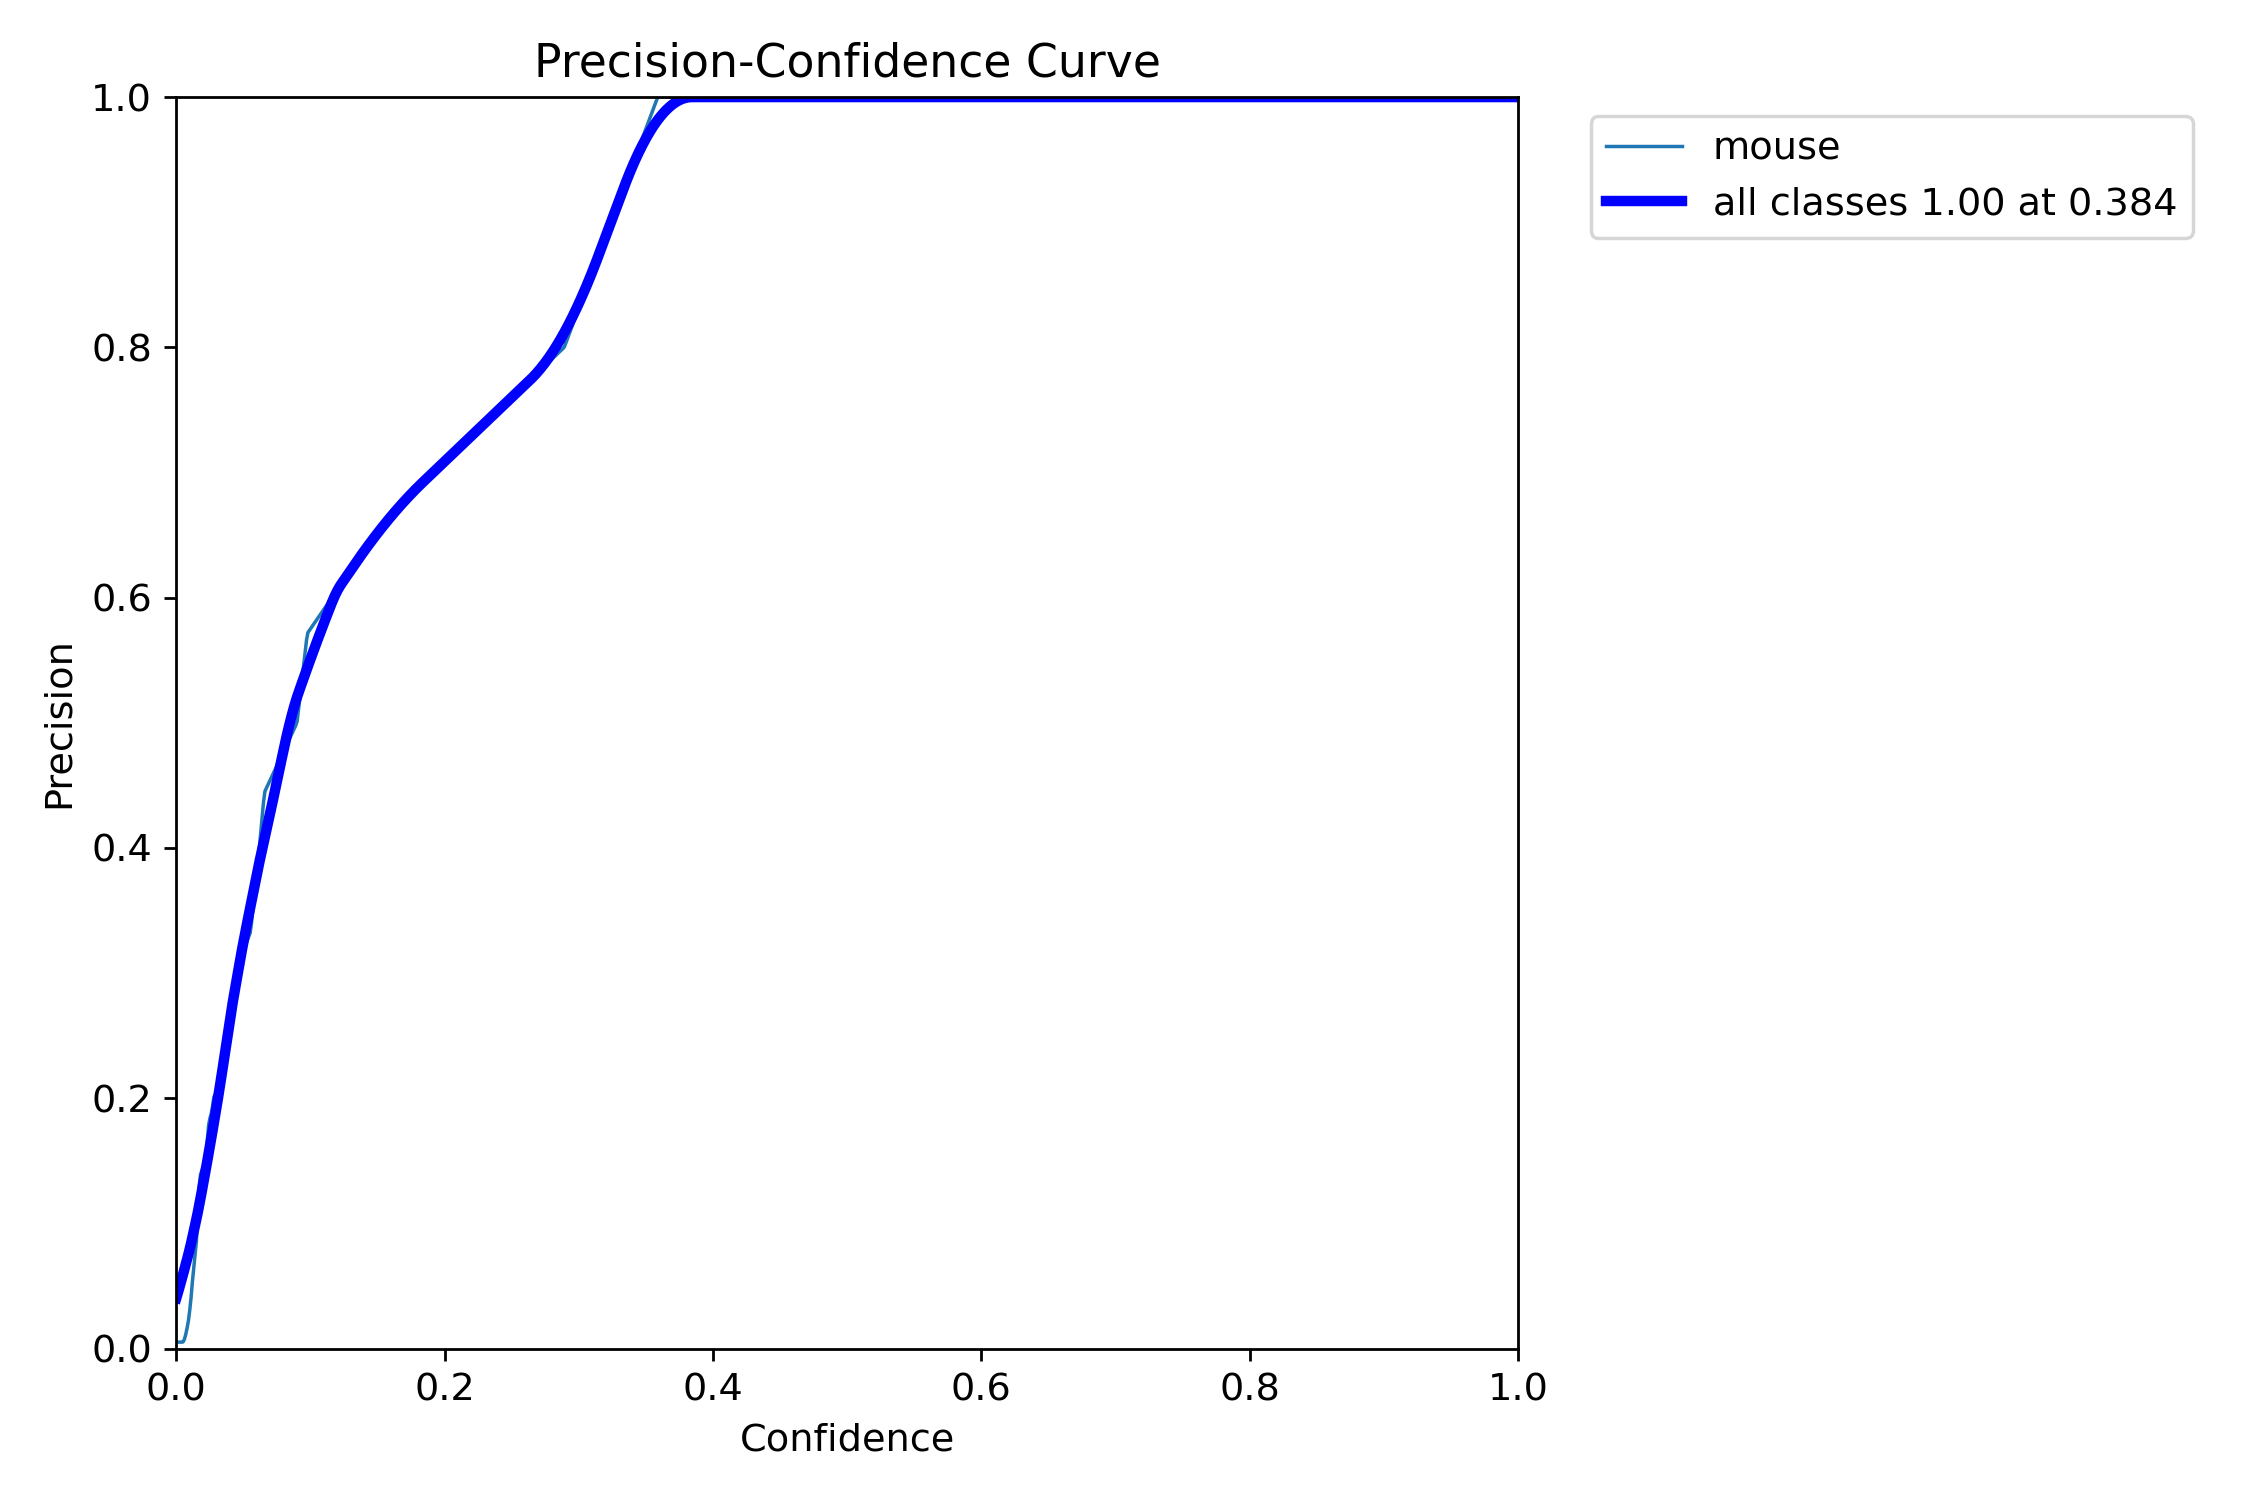 Precision-Confidence Curve
mouse
all classes 1.00 at 0.384
Precision
1.0
0.8
0.6
0.4
0.2
0.0
0.0 0.2 0.4 0.6 0.8 1.0
Confidence